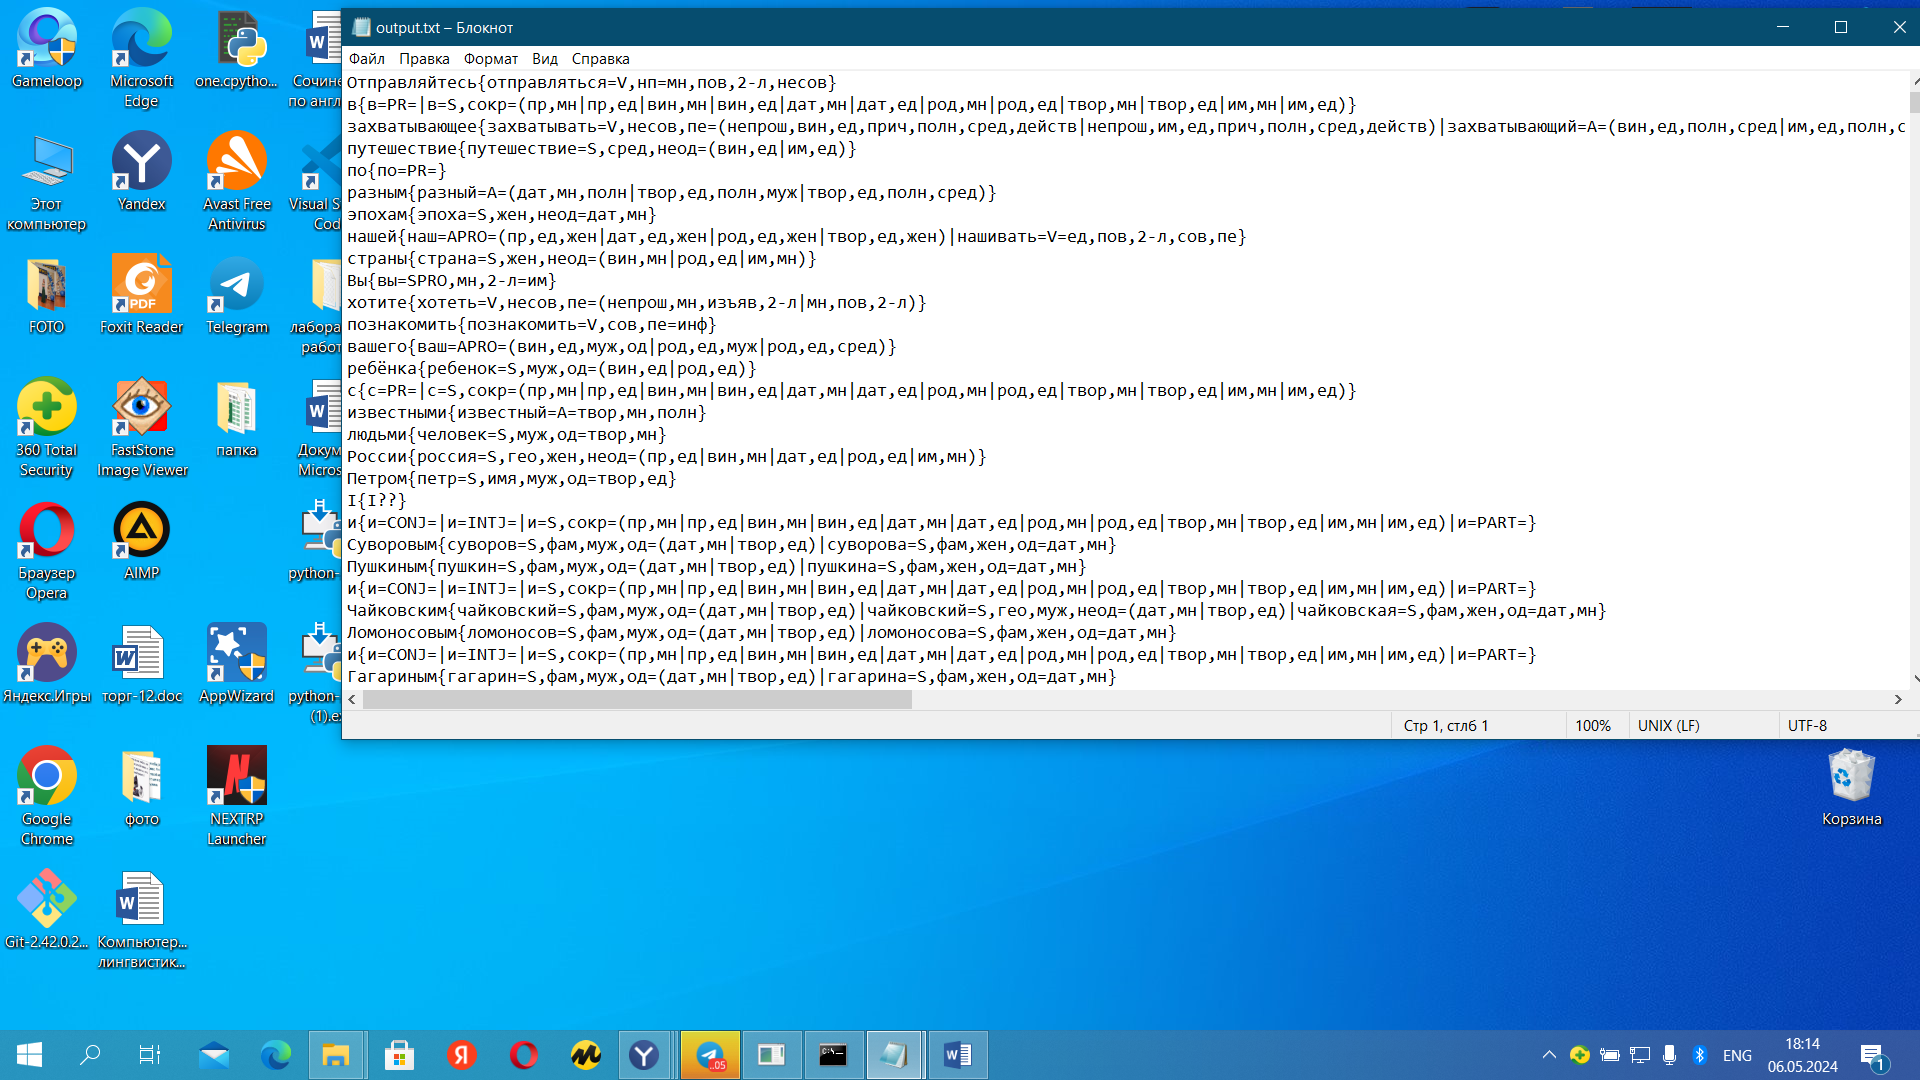 output.txt – Блокнот
Файл Правка Формат Вид Справка
Отправляйтесь{отправляться=V,нп=мн,пов,2-л,несов}
в{в=PR=|в=S,сокр=(пр,мн|пр,ед|вин,мн|вин,ед|дат,мн|дат,ед|род,мн|род,ед|твор,мн|твор,ед|им,мн|им,ед)}
захватывающее{захватывать=V,несов,пе=(непрош,вин,ед,прич,полн,сред,действ|непрош,им,ед,прич,полн,сред,действ)|захватывающий=A=(вин,ед,полн,сред|им,ед,полн,с
путешествие{путешествие=S,сред,неод=(вин,ед|им,ед)}
по{по=PR=}
разным{разный=A=(дат,мн,полн|твор,ед,полн,муж|твор,ед,полн,сред)}
эпохам{эпоха=S,жен,неод=дат,мн}
нашей{наш=APRO=(пр,ед,жен|дат,ед,жен|род,ед,жен|твор,ед,жен)|нашивать=V=ед,пов,2-л,сов,пе}
страны{страна=S,жен,неод=(вин,мн|род,ед|им,мн)}
Вы{вы=SPRO,мн,2-л=им}
хотите{хотеть=V,несов,пе=(непрош,мн,изъяв,2-л|мн,пов,2-л)}
познакомить{познакомить=V,сов,пе=инф}
вашего{ваш=APRO=(вин,ед,муж,од|род,ед,муж|род,ед,сред)}
ребёнка{ребенок=S,муж,од=(вин,ед|род,ед)}
с{с=PR=|с=S,сокр=(пр,мн|пр,ед|вин,мн|вин,ед|дат,мн|дат,ед|род,мн|род,ед|твор,мн|твор,ед|им,мн|им,ед)}
известными{известный=A=твор,мн,полн}
людьми{человек=S,муж,од=твор,мн}
России{россия=S,гео,жен,неод=(пр,ед|вин,мн|дат,ед|род,ед|им,мн)}
Петром{петр=S,имя,муж,од=твор,ед}
I{I??}
и{и=CONJ=|и=INTJ=|и=S,сокр=(пр,мн|пр,ед|вин,мн|вин,ед|дат,мн|дат,ед|род,мн|род,ед|твор,мн|твор,ед|им,мн|им,ед)|и=PART=}
Суворовым{суворов=S,фам,муж,од=(дат,мн|твор,ед)|суворова=S,фам,жен,од=дат,мн}
Пушкиным{пушкин=S,фам,муж,од=(дат,мн|твор,ед)|пушкина=S,фам,жен,од=дат,мн}
и{и=CONJ=|и=INTJ=|и=S,сокр=(пр,мн|пр,ед|вин,мн|вин,ед|дат,мн|дат,ед|род,мн|род,ед|твор,мн|твор,ед|им,мн|им,ед)|и=PART=}
Чайковским{чайковский=S,фам,муж,од=(дат,мн|твор,ед)|чайковский=S,гео,муж,неод=(дат,мн|твор,ед)|чайковская=S,фам,жен,од=дат,мн}
Ломоносовым{ломоносов=S,фам,муж,од=(дат,мн|твор,ед)|ломоносова=S,фам,жен,од=дат,мн}
и{и=CONJ=|и=INTJ=|и=S,сокр=(пр,мн|пр,ед|вин,мн|вин,ед|дат,мн|дат,ед|род,мн|род,ед|твор,мн|твор,ед|им,мн|им,ед)|и=PART=}
Гагариным{гагарин=S,фам,муж,од=(дат,мн|твор,ед)|гагарина=S,фам,жен,од=дат,мн}
Стр 1, стлб 1 100% UNIX (LF) UTF-8
Gameloop
Microsoft
Edge
one.cpytho...
Сочине
по англ
Этот
компьютер
Yandex
Avast Free
Antivirus
Visual S
Cod
FOTO
Foxit Reader
PDF
Telegram
лабора
работ
360 Total
Security
FastStone
Image Viewer
папка
Докум
Micros
Браузер
Opera
AIMP
python-
Яндекс.Игры
торг-12.doc
AppWizard
python-
(1).ex
Google
Chrome
фото
NEXTRP
Launcher
Git-2.42.0.2...
Компьютер...
лингвистик...
Корзина
ENG
18:14
06.05.2024
1
..05